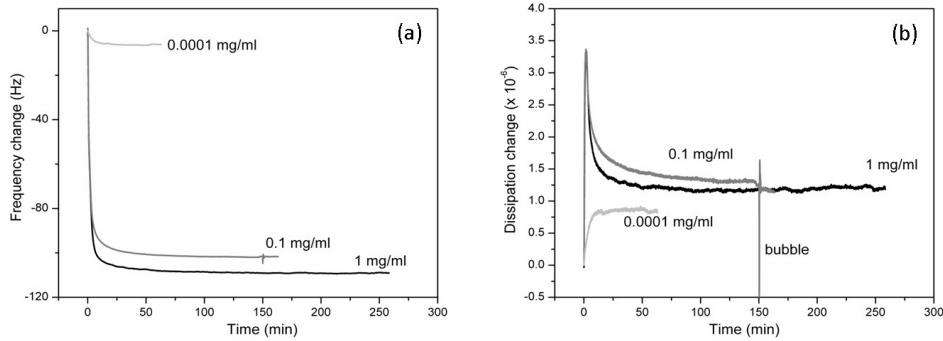 (a)
0
0.0001 mg/ml
-40
-80
0.1 mg/ml
1 mg/ml
-120
0 50 100 150 200 250 300
Time (min)
Frequency change (Hz)
(b)
4.0
3.5
3.0
2.5
2.0
1.5
1.0
0.5
0.0
-0.5
0.1 mg/ml
1 mg/ml
0.0001 mg/ml
bubble
0 50 100 150 200 250 300
Time (min)
Dissipation change (x 10⁻⁶)